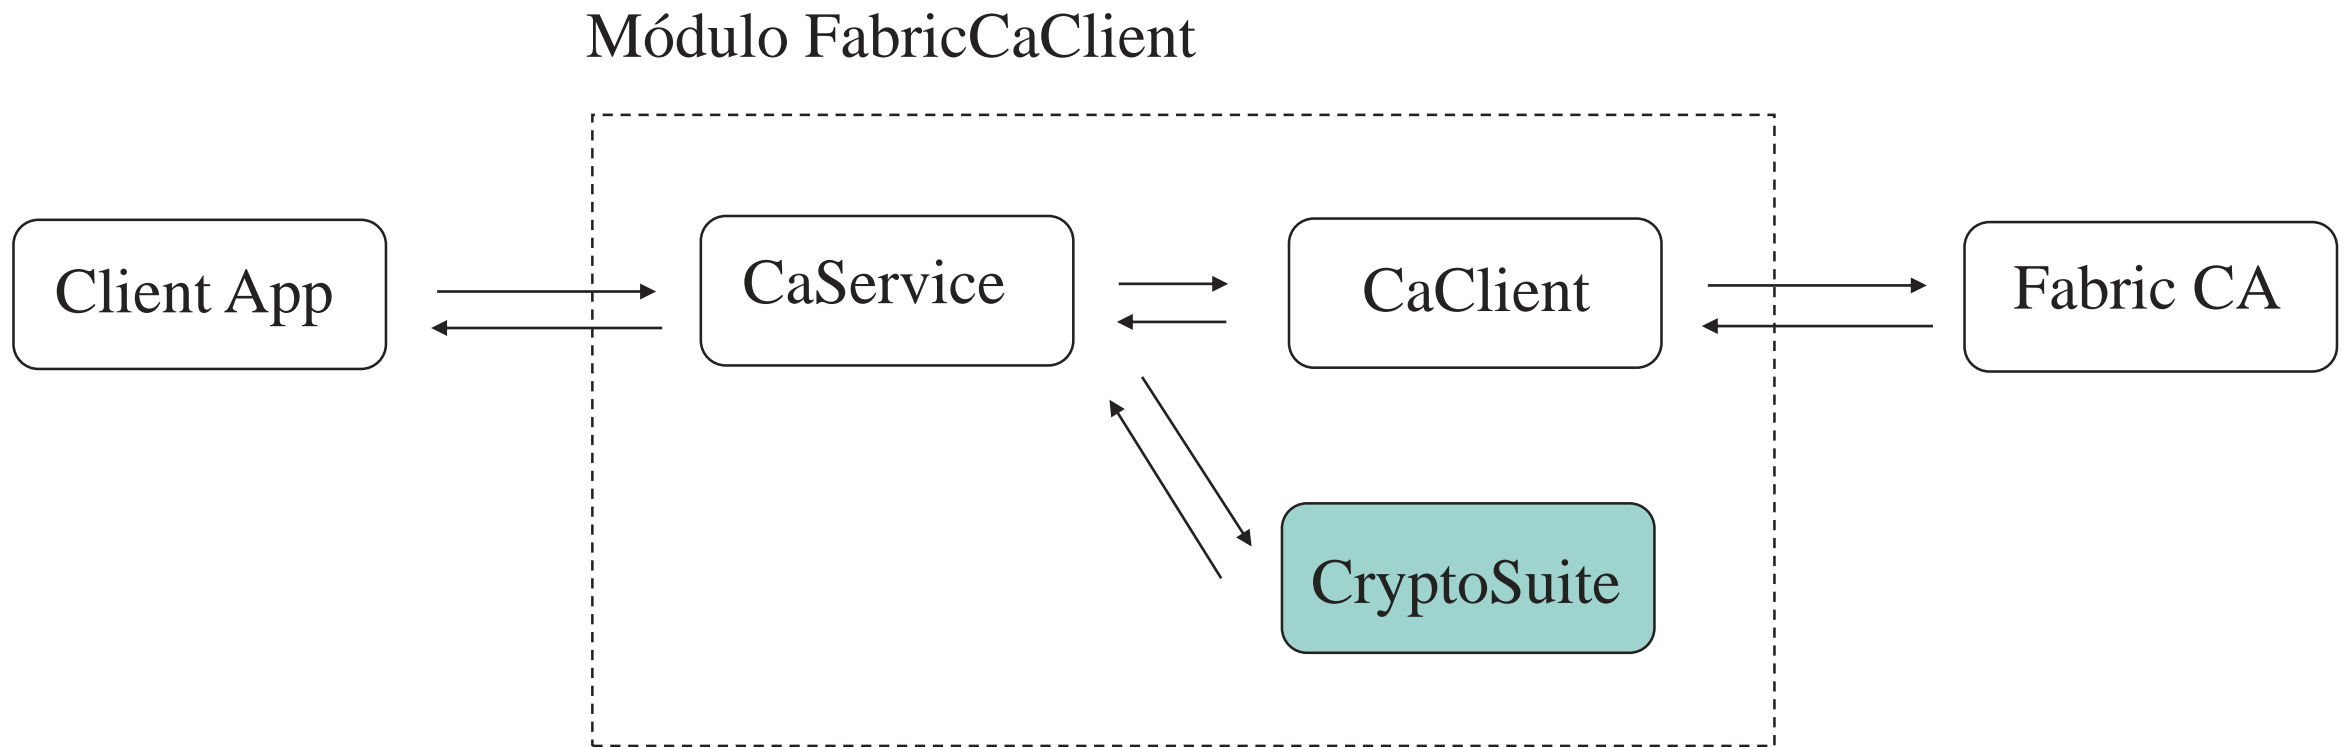 Módulo FabricCaClient
Client App
CaService
CaClient
Fabric CA
CryptoSuite